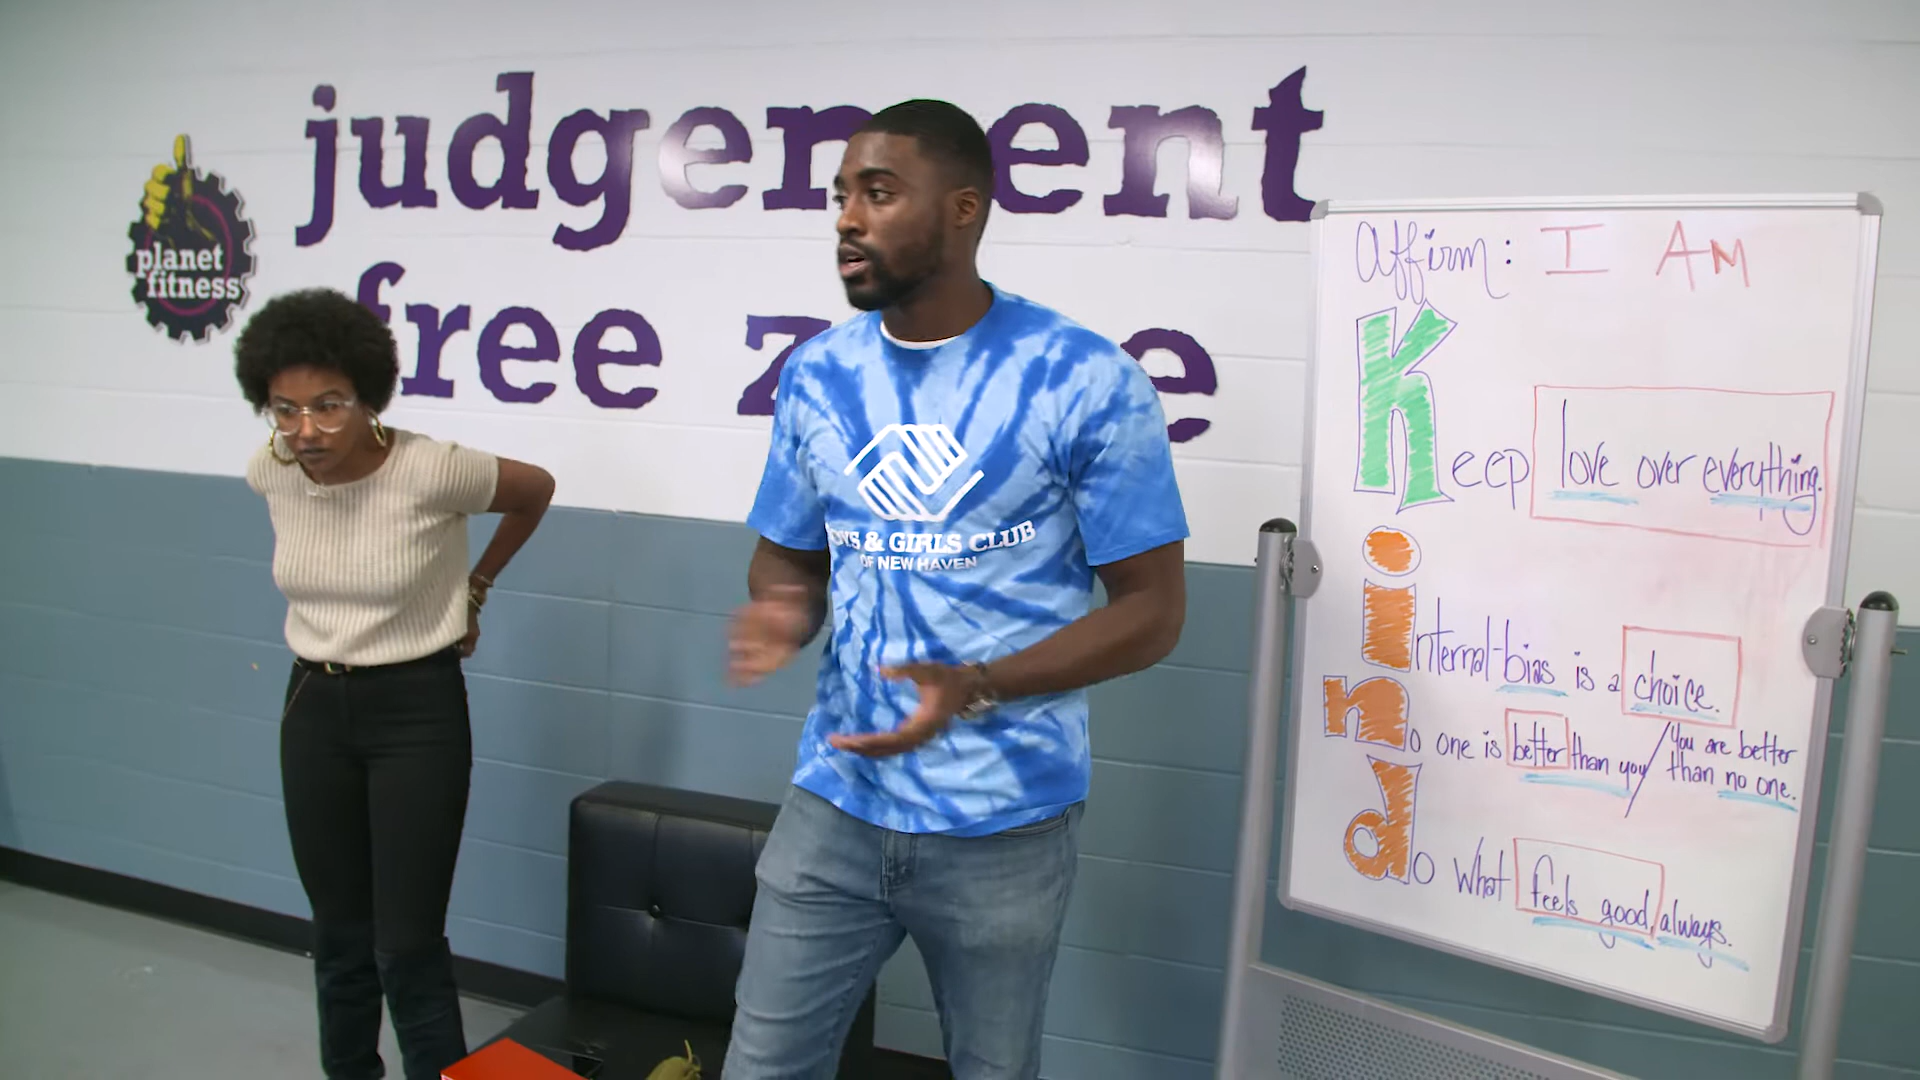 judgement
free zone
planet
fitness
BOYS & GIRLS CLUB
OF NEW HAVEN
Affirm: I AM
Keep love over everything.
internal-bias is a choice.
no one is better than you/ You are better
than no one.
do what feels good, always.